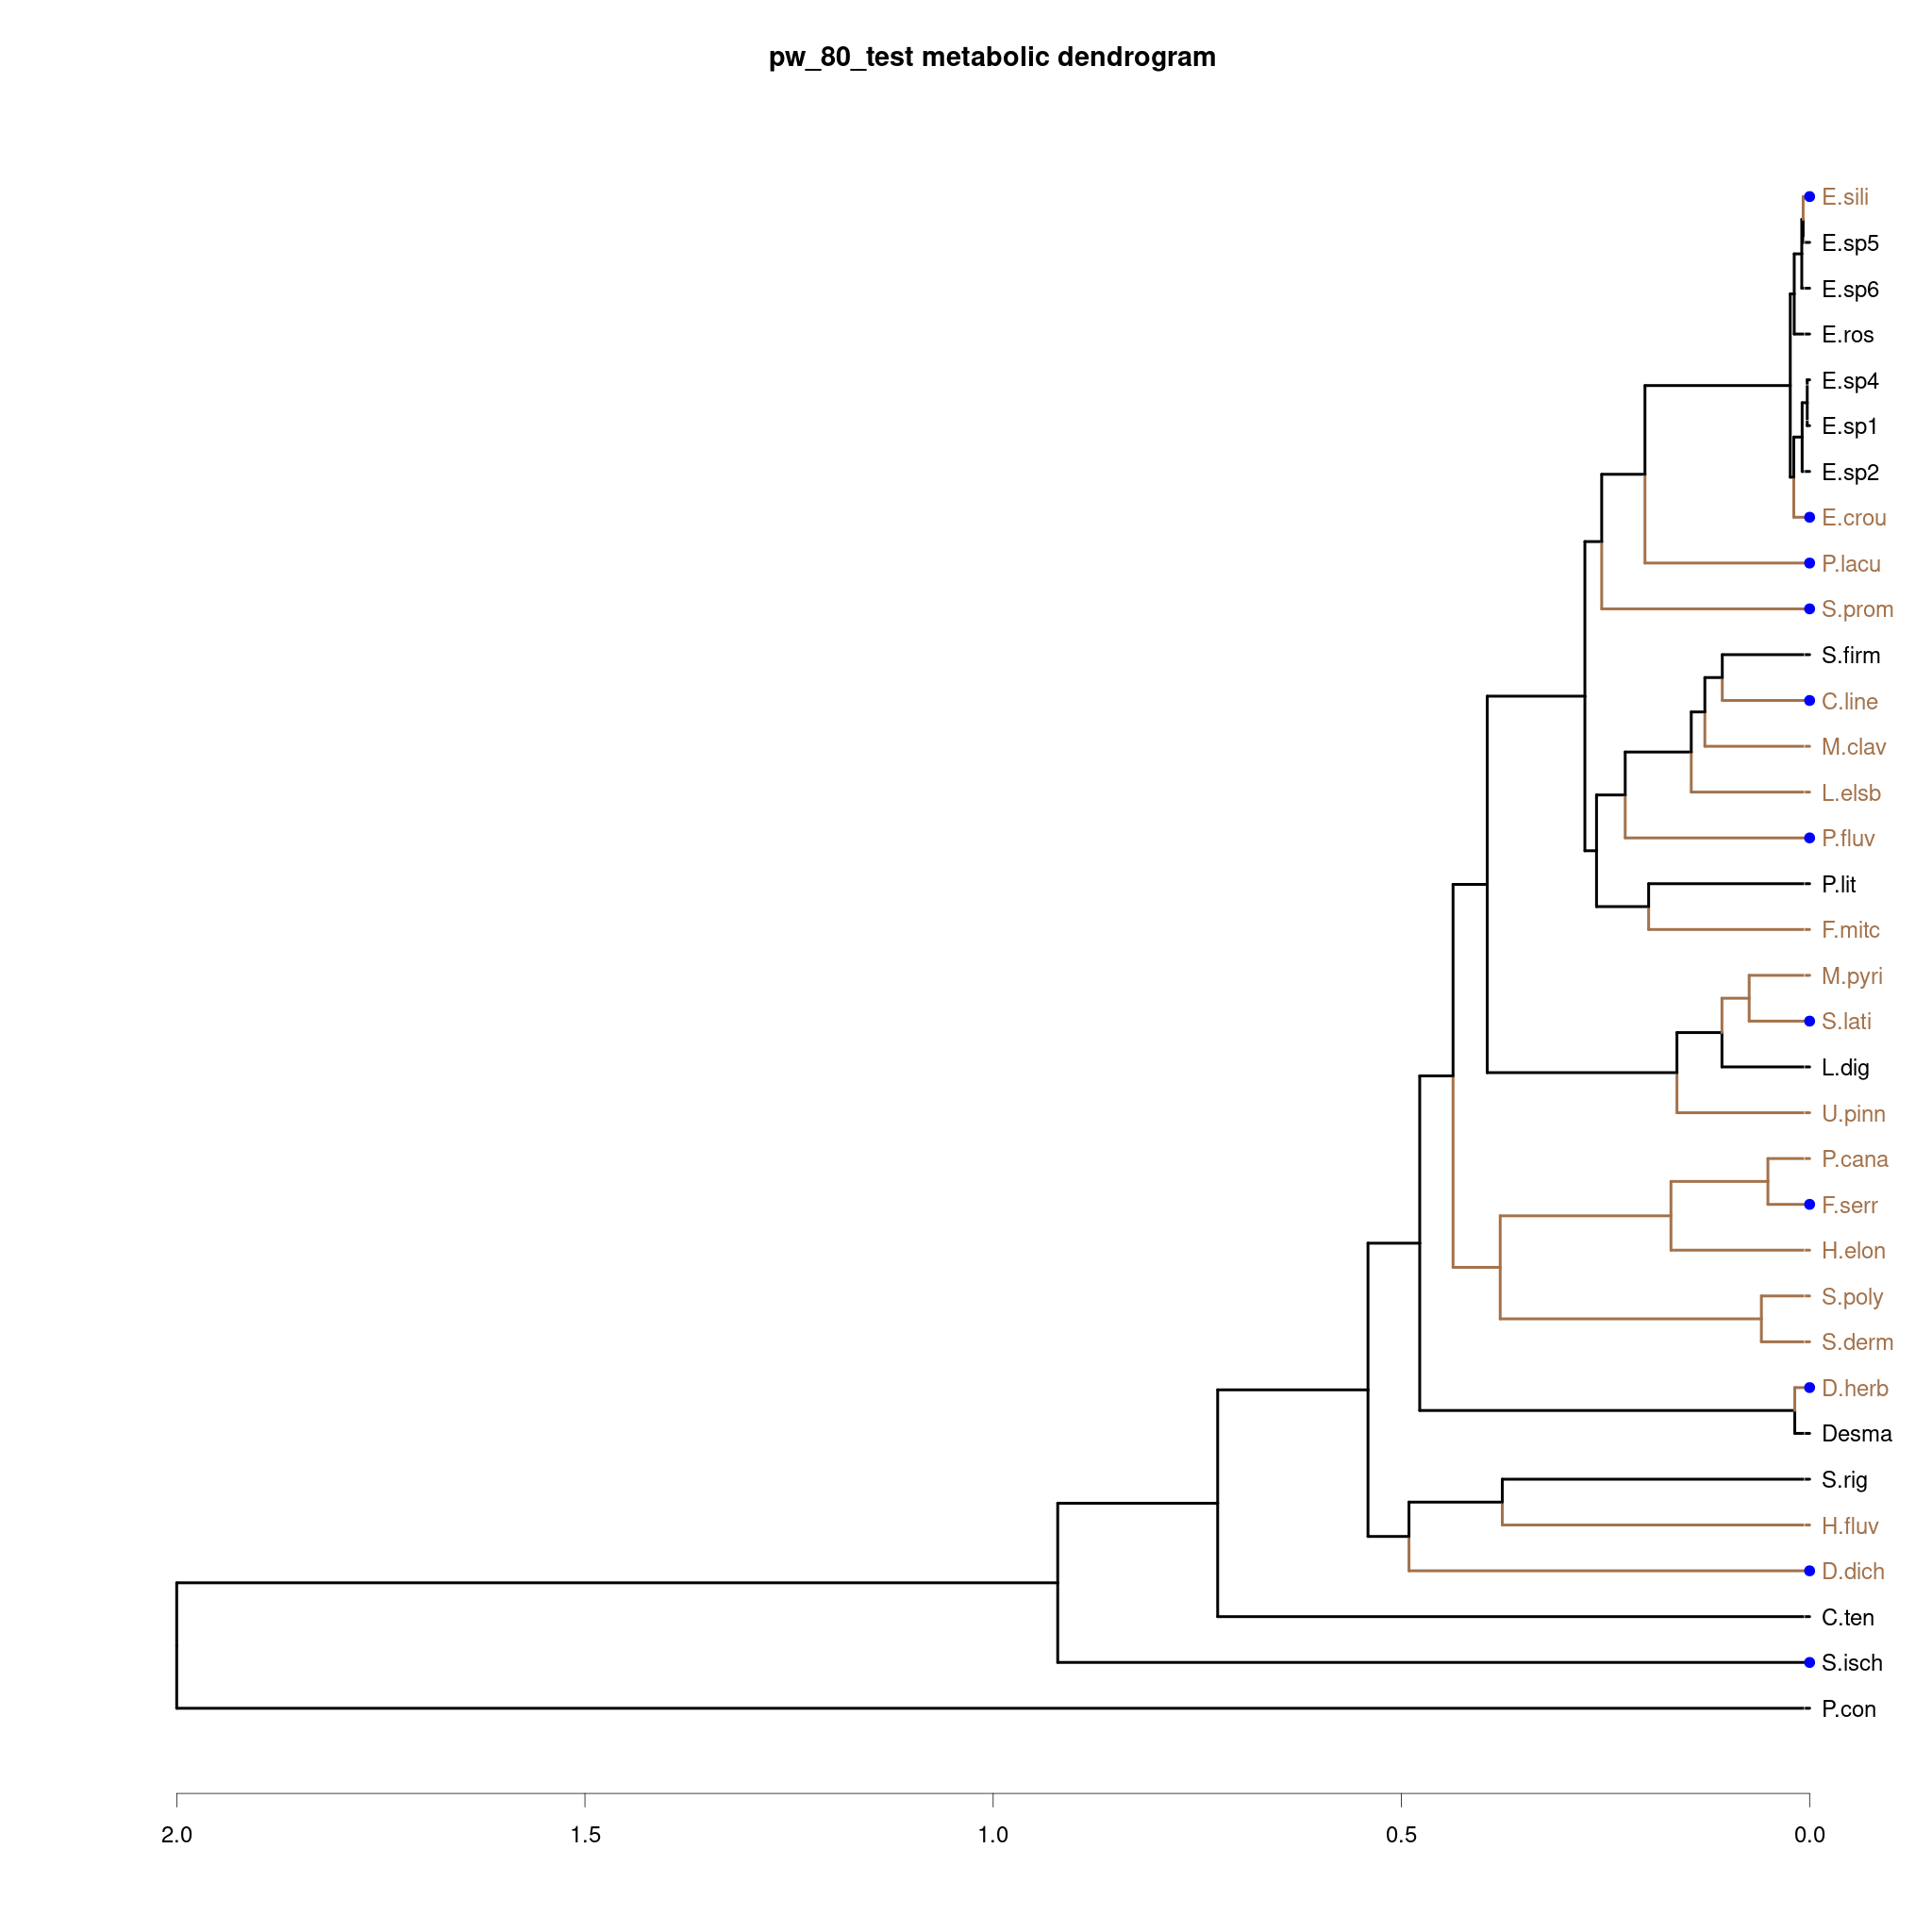 pw_80_test metabolic dendrogram
E.sili
E.sp5
E.sp6
E.ros
E.sp4
E.sp1
E.sp2
E.crou
P.lacu
S.prom
S.firm
C.line
M.clav
L.elsb
P.fluv
P.lit
F.mitc
M.pyri
S.lati
L.dig
U.pinn
P.cana
F.serr
H.elon
S.poly
S.derm
D.herb
Desma
S.rig
H.fluv
D.dich
C.ten
S.isch
P.con
2.0 1.5 1.0 0.5 0.0